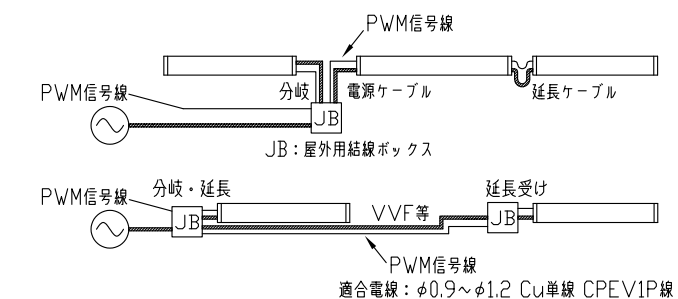 PWM信号線
分岐
電源ケーブル
延長ケーブル
PWM信号線
JB
JB：屋外用結線ボックス
分岐・延長
延長受け
PWM信号線
JB
VVF等
JB
PWM信号線
適合電線：φ0.9～φ1.2 Cu単線 CPEV1P線